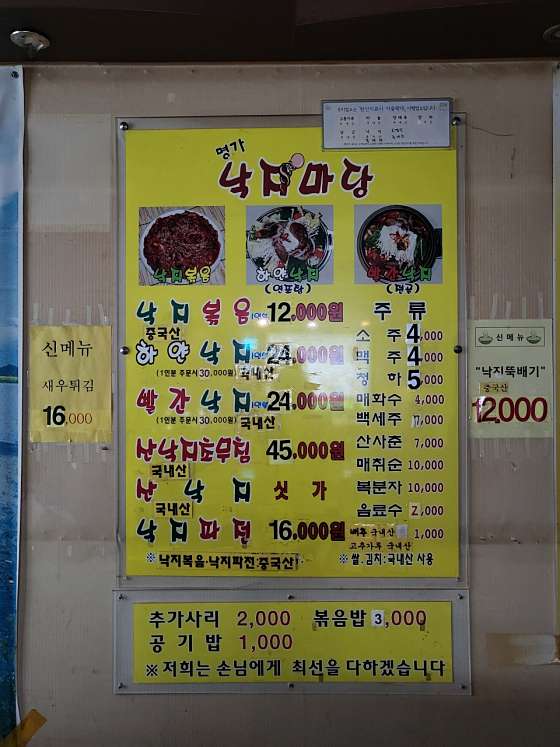 명가
낙지마당
낙지볶음
하얀낙지
(연포탕)
빨간낙지
(전골)
낙지볶음 12,000원
중국산
하얀낙지 24,000원
(1인분 주문시 30,000원) 국내산
빨간낙지 24,000원
(1인분 주문시 30,000원) 국내산
산낙지초무침 45,000원
국내산
산낙지 싯가
국내산
낙지파전 16,000원
※낙지볶음·낙지파전 중국산
주류
소주 4,000
맥주 4,000
청하 5,000
매화수 4,000
백세주 7,000
산사춘 7,000
매취순 10,000
복분자 10,000
음료수 2,000
배추 국내산 1,000
고추가루 국내산
※쌀.김치:국내산 사용
신메뉴
새우튀김
16,000
신메뉴
"낙지뚝배기"
중국산
12,000
추가사리 2,000 볶음밥 3,000
공기밥 1,000
※저희는 손님에게 최선을 다하겠습니다